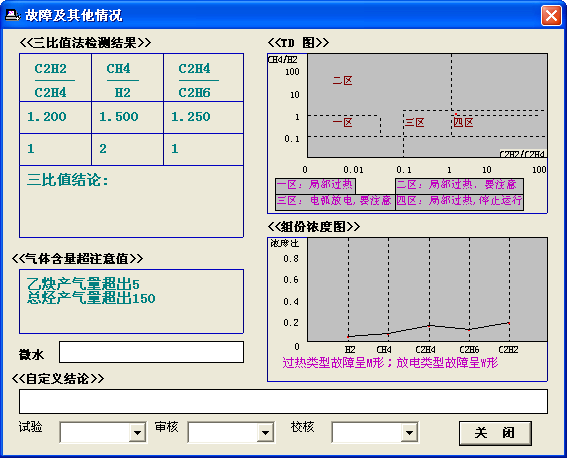 故障及其他情况
<<三比值法检测结果>>
C2H2 CH4 C2H4
C2H4 H2 C2H6
1.200 1.500 1.250
1 2 1
三比值结论:
<<气体含量超注意值>>
乙炔产气量超出5
总烃产气量超出150
微水
<<自定义结论>>
试验 审核 校核
关 闭
<<TD 图>>
CH4/H2
100
10
1
0.1
二区
一区 三区 四区
C2H2/C2H4
0 0.01 0.1 1 10 100
一区: 局部过热 二区: 局部过热, 要注意
三区: 电弧放电,要注意 四区: 局部过热,停止运行
<<组份浓度图>>
浓度比
0.8
0.6
0.4
0.2
0
H2 CH4 C2H4 C2H6 C2H2
过热类型故障呈M形；放电类型故障呈W形